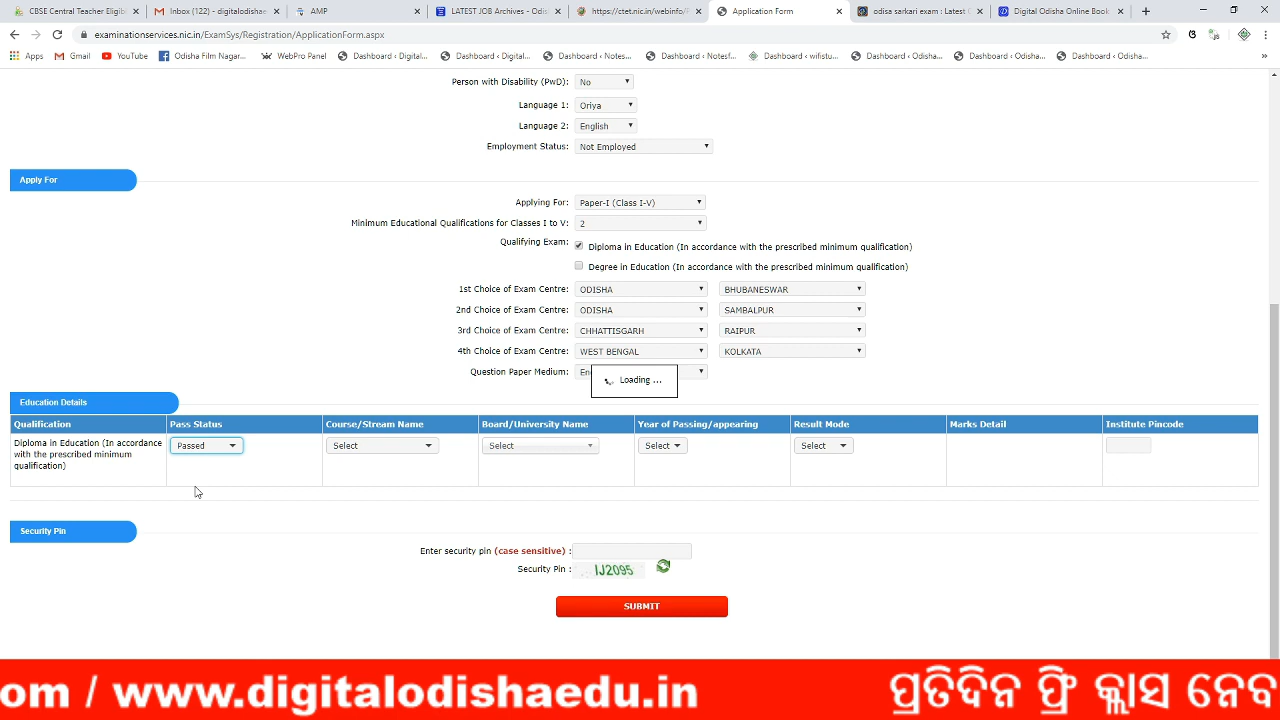 CBSE Central Teacher Eligib
Inbox (122) - digitalodishae
AMP
LATEST JOB Archives - Odis
https://ctet.nic.in/webinfo/P
Application Form
odisa sarkari exam : Latest G
Digital Odisha Online Book
examinationservices.nic.in/ExamSys/Registration/ApplicationForm.aspx
Apps
Gmail
YouTube
Odisha Film Nagar...
WebPro Panel
Dashboard ‹ Digital...
Dashboard ‹ Digit...
Dashboard ‹ Notes...
Dashboard ‹ Notesf...
Dashboard ‹ wifistu...
Dashboard ‹ Odisha...
Dashboard ‹ Odish...
Dashboard ‹ Odisha...
Person with Disability (PwD): No
Language 1: Oriya
Language 2: English
Employment Status: Not Employed
Apply For
Applying For: Paper-I (Class I-V)
Minimum Educational Qualifications for Classes I to V: 2
Qualifying Exam: Diploma in Education (In accordance with the prescribed minimum qualification)
Degree in Education (In accordance with the prescribed minimum qualification)
1st Choice of Exam Centre: ODISHA BHUBANESWAR
2nd Choice of Exam Centre: ODISHA SAMBALPUR
3rd Choice of Exam Centre: CHHATTISGARH RAIPUR
4th Choice of Exam Centre: WEST BENGAL KOLKATA
Question Paper Medium: En
Loading ...
Education Details
Qualification Pass Status Course/Stream Name Board/University Name Year of Passing/appearing Result Mode Marks Detail Institute Pincode
Diploma in Education (In accordance Passed Select Select Select Select
with the prescribed minimum
qualification)
Security Pin
Enter security pin (case sensitive) :
Security Pin : IJ2095
SUBMIT
om / www.digitalodishaedu.in ପ୍ରତିଦିନ ଫ୍ରି କ୍ଲାସ ନେବ